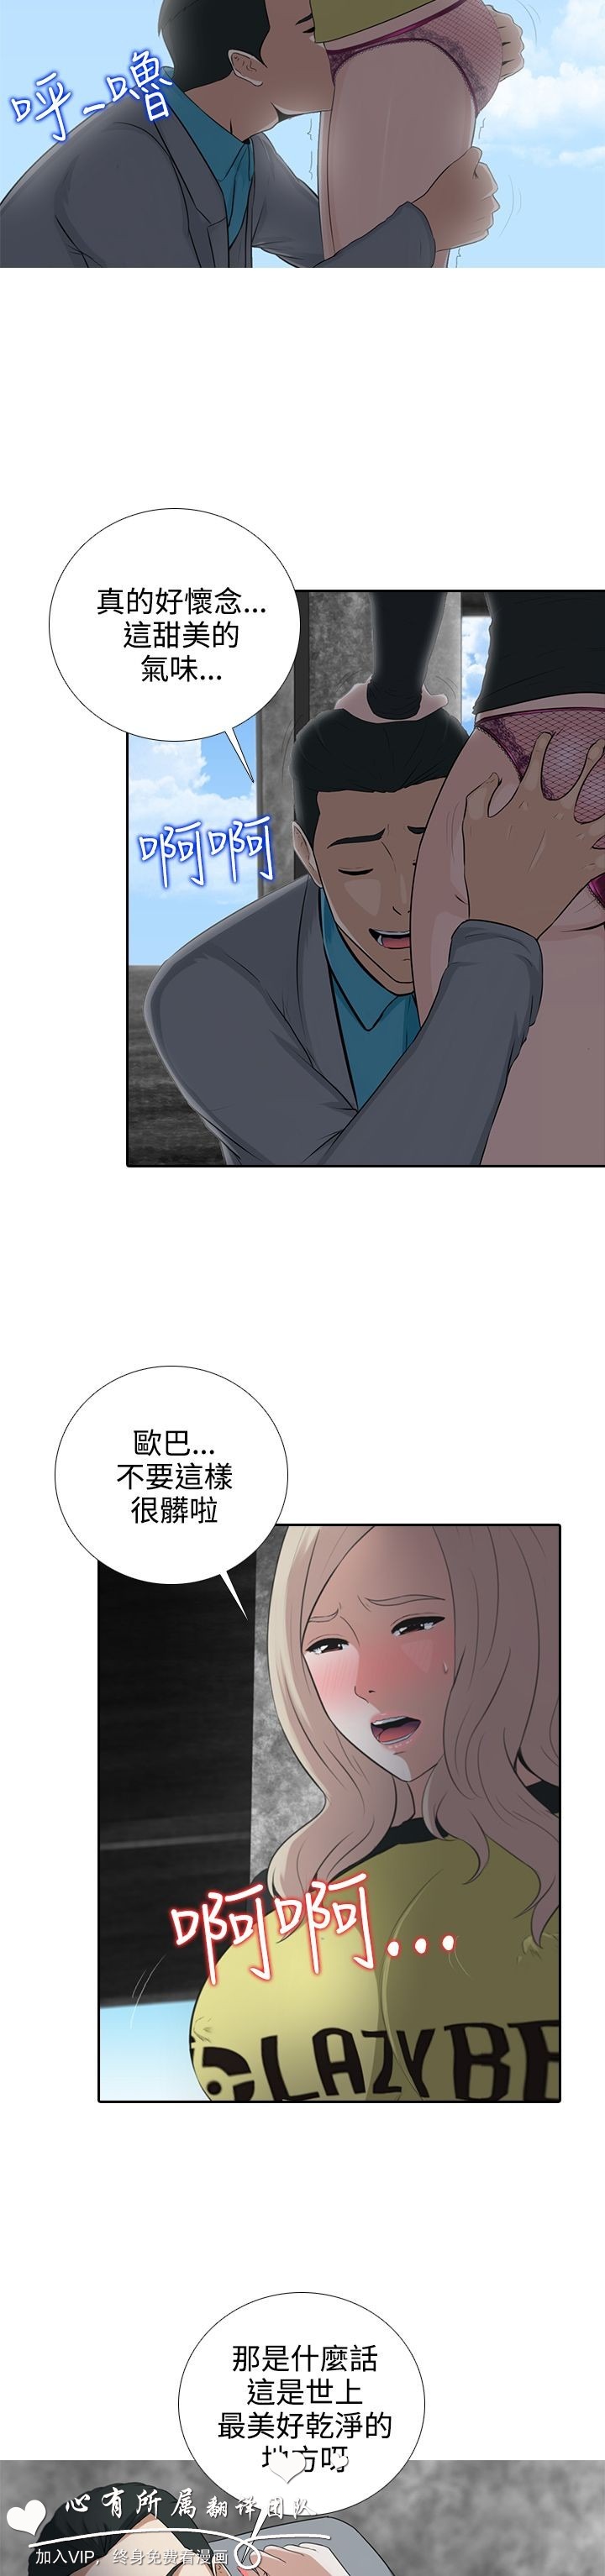 呼-嚕
真的好懷念...
這甜美的
氣味...
啊啊
歐巴...
不要這樣
很髒啦
啊啊...
LAZYBE
那是什麼話
這是世上
最美好乾淨的
地方呀
心有所属翻译团队
加入VIP，终身免费看漫画